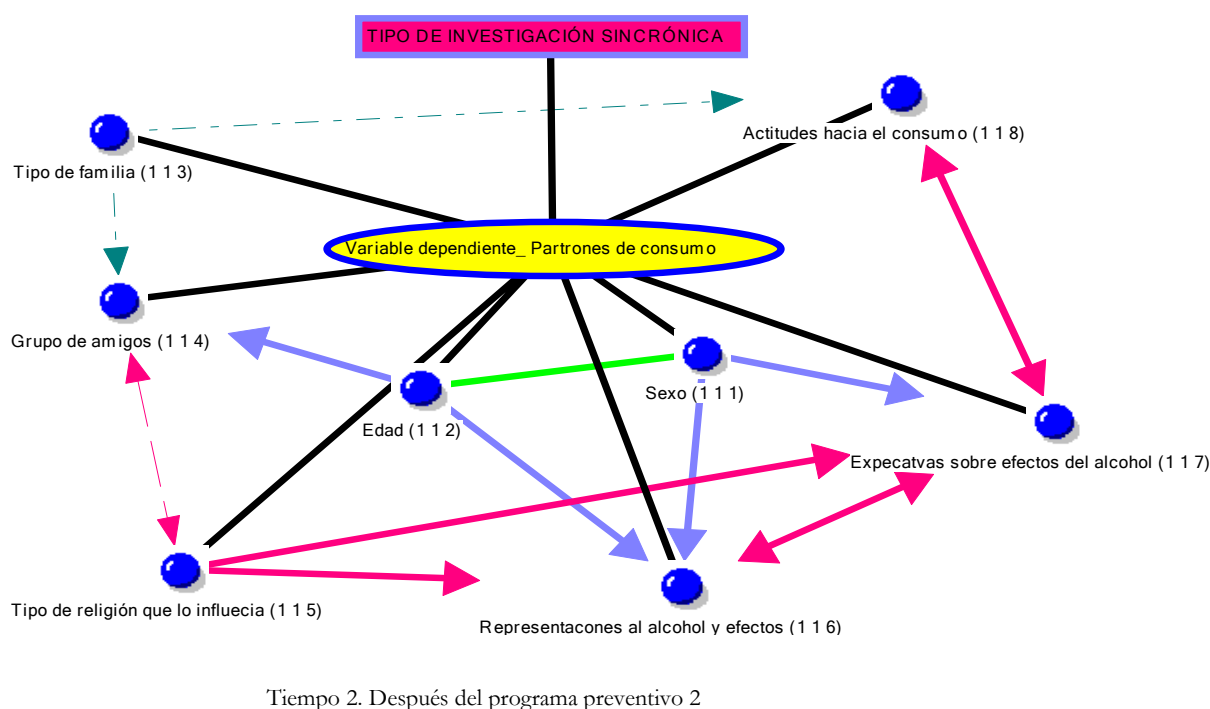 TIPO DE INVESTIGACIÓN SINCRÓNICA
Actitudes hacia el consumo (1 1 8)
Tipo de familia (1 1 3)
Variable dependiente_ Partrones de consumo
Grupo de amigos (1 1 4)
Sexo (1 1 1)
Edad (1 1 2)
Expecatvas sobre efectos del alcohol (1 1 7)
Tipo de religión que lo influecia (1 1 5)
Representacones al alcohol y efectos (1 1 6)
Tiempo 2. Después del programa preventivo 2